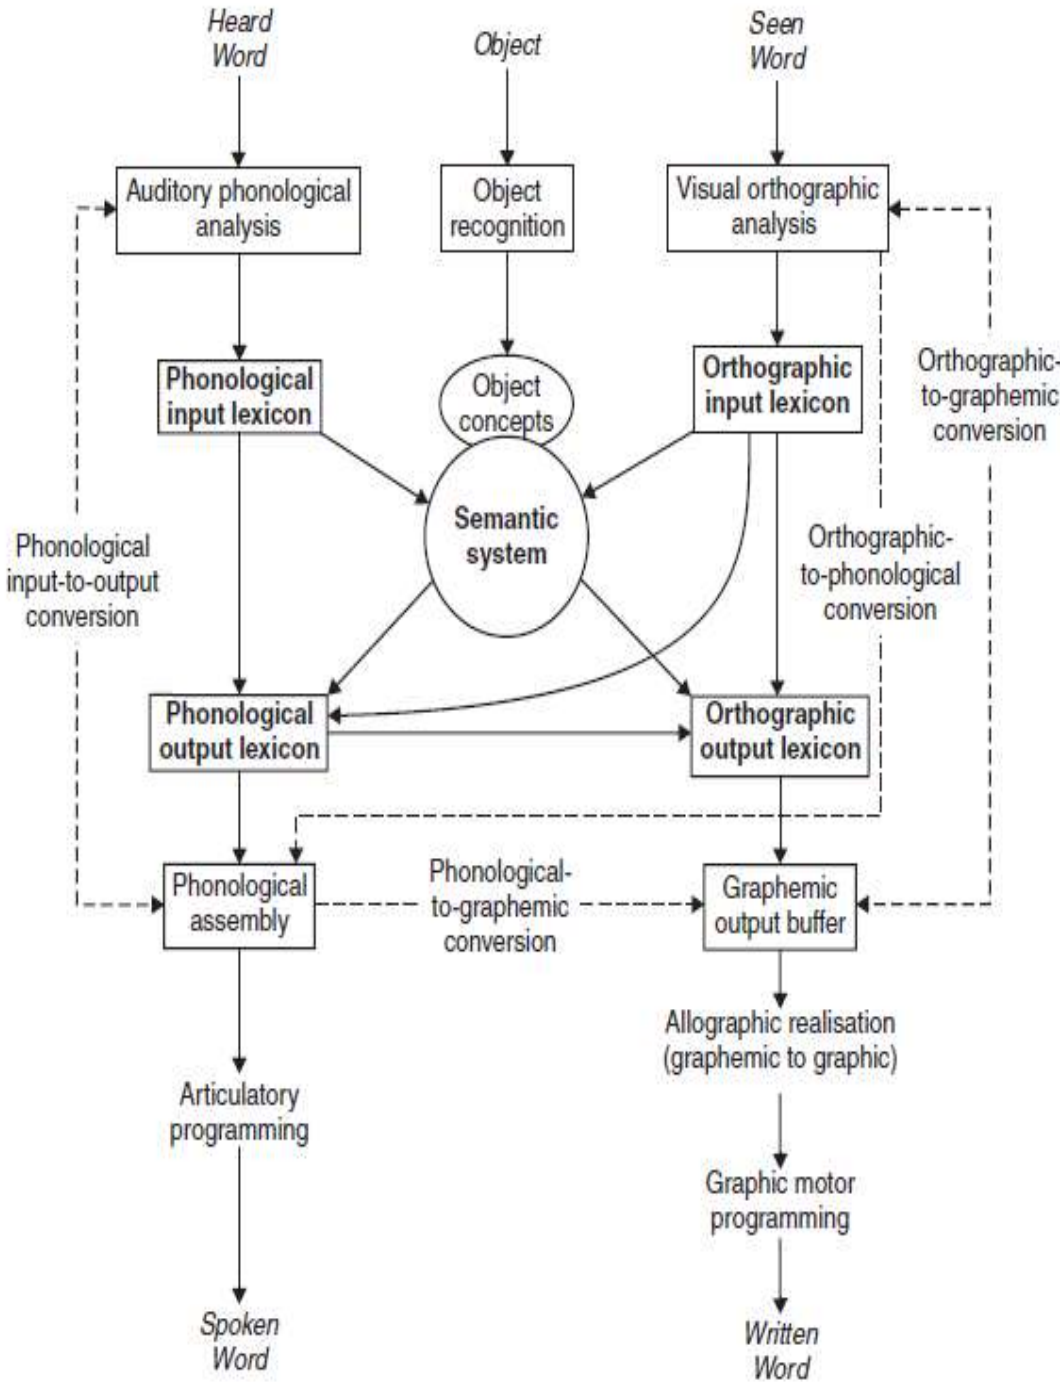 Heard
Word
Object
Seen
Word
Auditory phonological
analysis
Object
recognition
Visual orthographic
analysis
Phonological
input lexicon
Object
concepts
Orthographic
input lexicon
Orthographic-
to-graphemic
conversion
Semantic
system
Phonological
input-to-output
conversion
Orthographic-
to-phonological
conversion
Phonological
output lexicon
Orthographic
output lexicon
Phonological
assembly
Phonological-
to-graphemic
conversion
Graphemic
output buffer
Allographic realisation
(graphemic to graphic)
Articulatory
programming
Graphic motor
programming
Spoken
Word
Written
Word